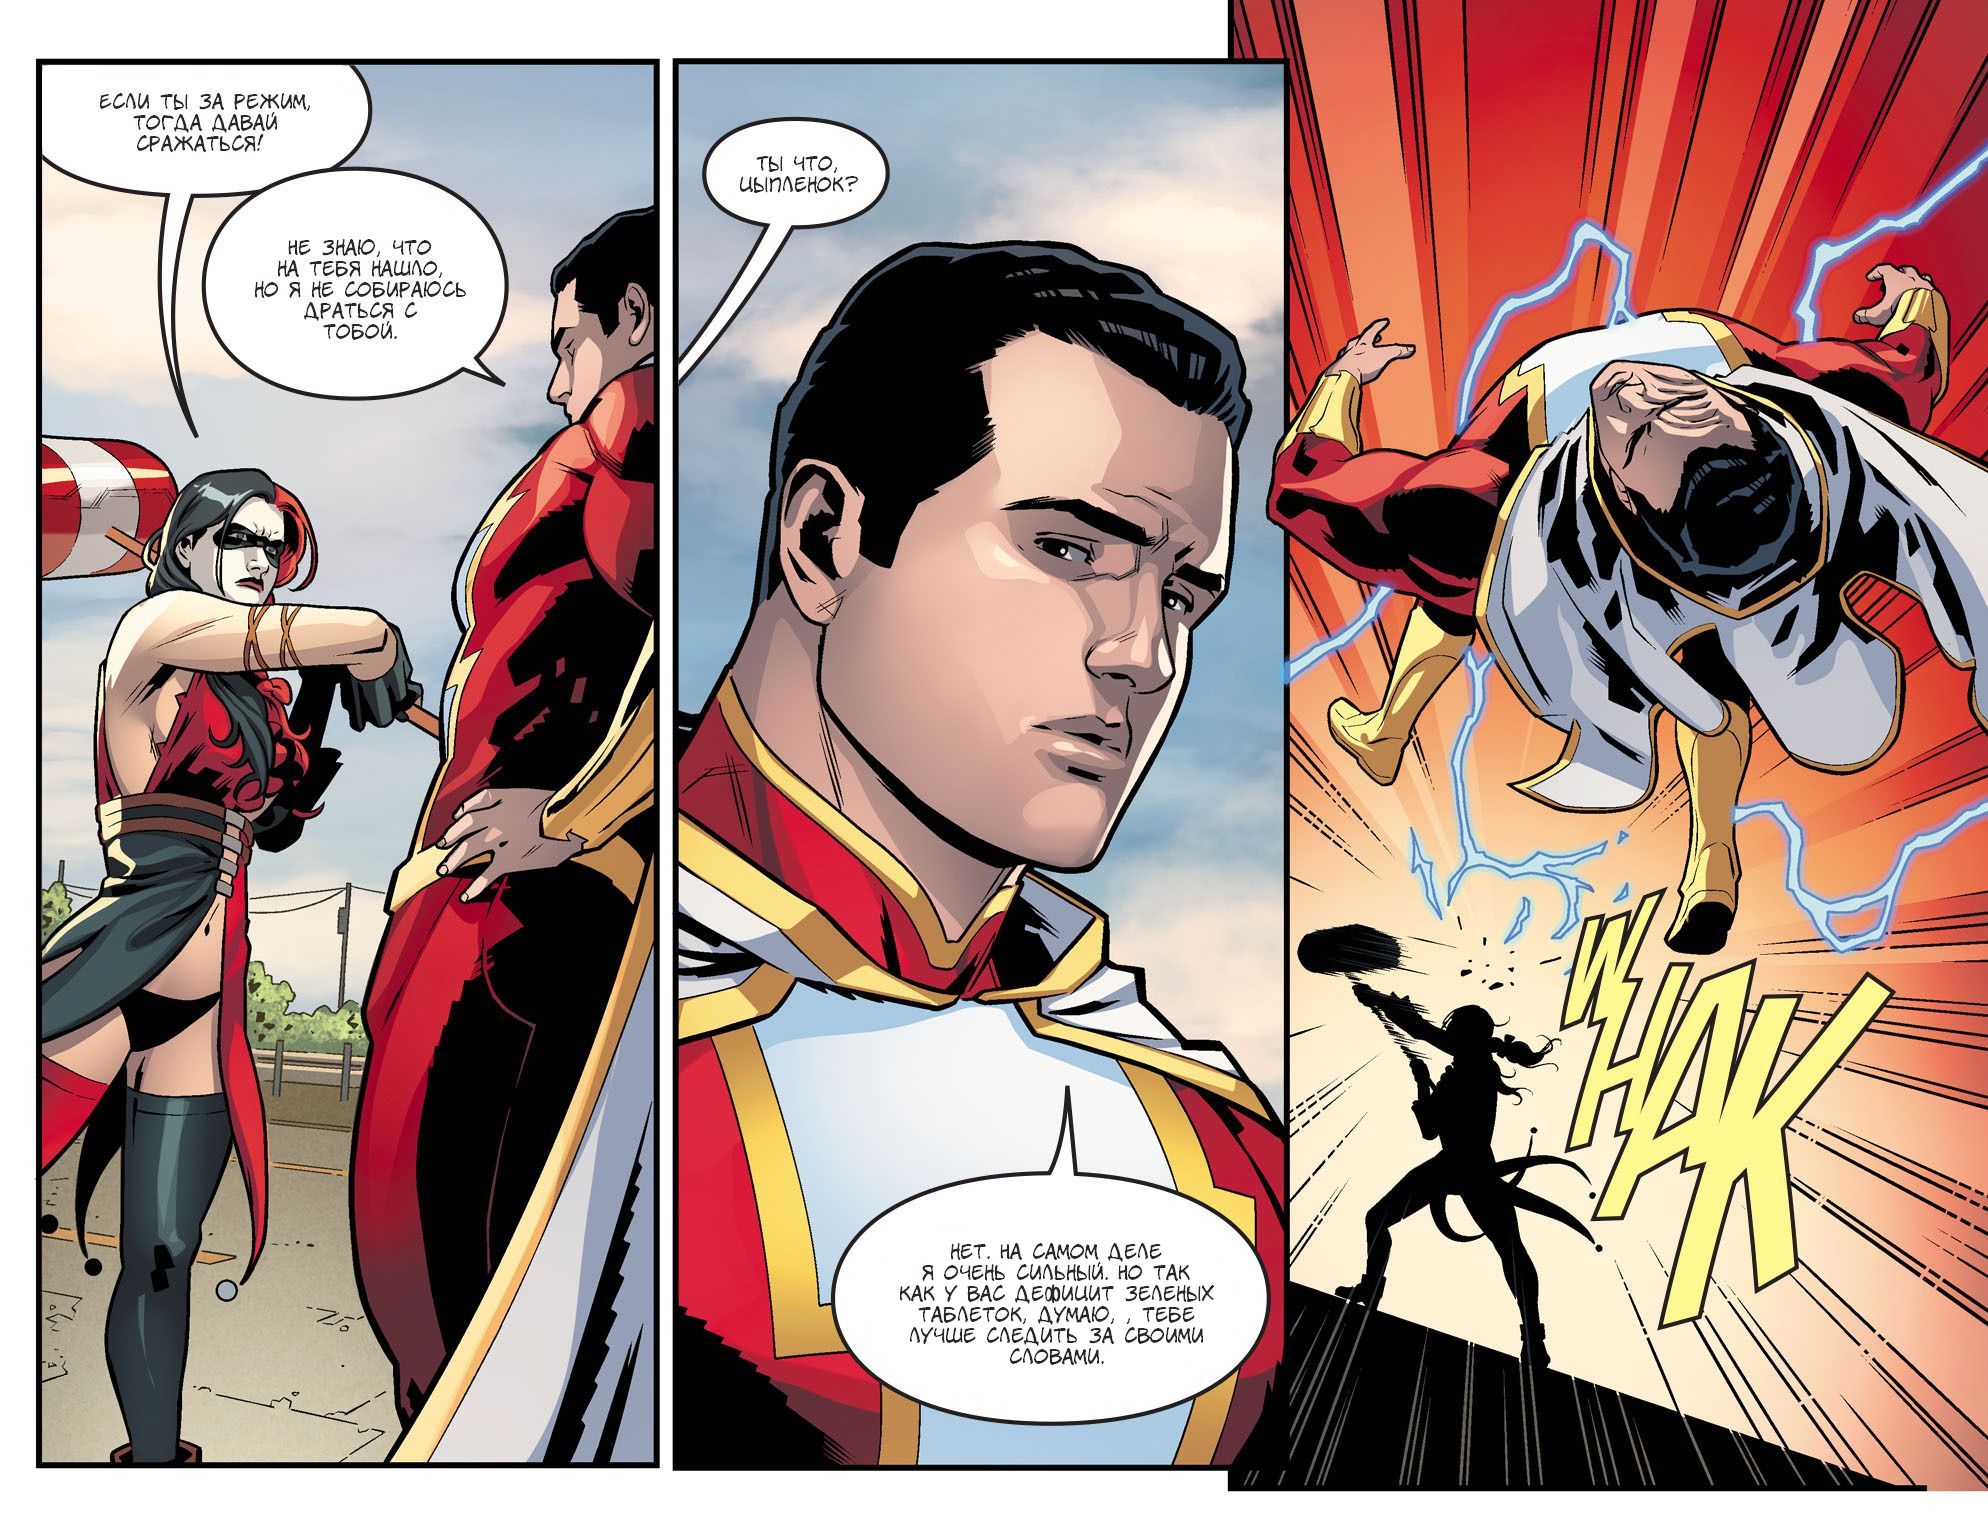 ЕСЛИ ТЫ ЗА РЕЖИМ,
ТОГДА ДАВАЙ
СРАЖАТЬСЯ!
НЕ ЗНАЮ, ЧТО
НА ТЕБЯ НАШЛО,
НО Я НЕ СОБИРАЮСЬ
ДРАТЬСЯ С
ТОБОЙ.
ТЫ ЧТО,
ЦЫПЛЕНОК?
НЕТ. НА САМОМ ДЕЛЕ
Я ОЧЕНЬ СИЛЬНЫЙ. НО ТАК
КАК У ВАС ДЕФИЦИТ ЗЕЛЕНЫХ
ТАБЛЕТОК, ДУМАЮ, , ТЕБЕ
ЛУЧШЕ СЛЕДИТЬ ЗА СВОИМИ
СЛОВАМИ.
WHAK